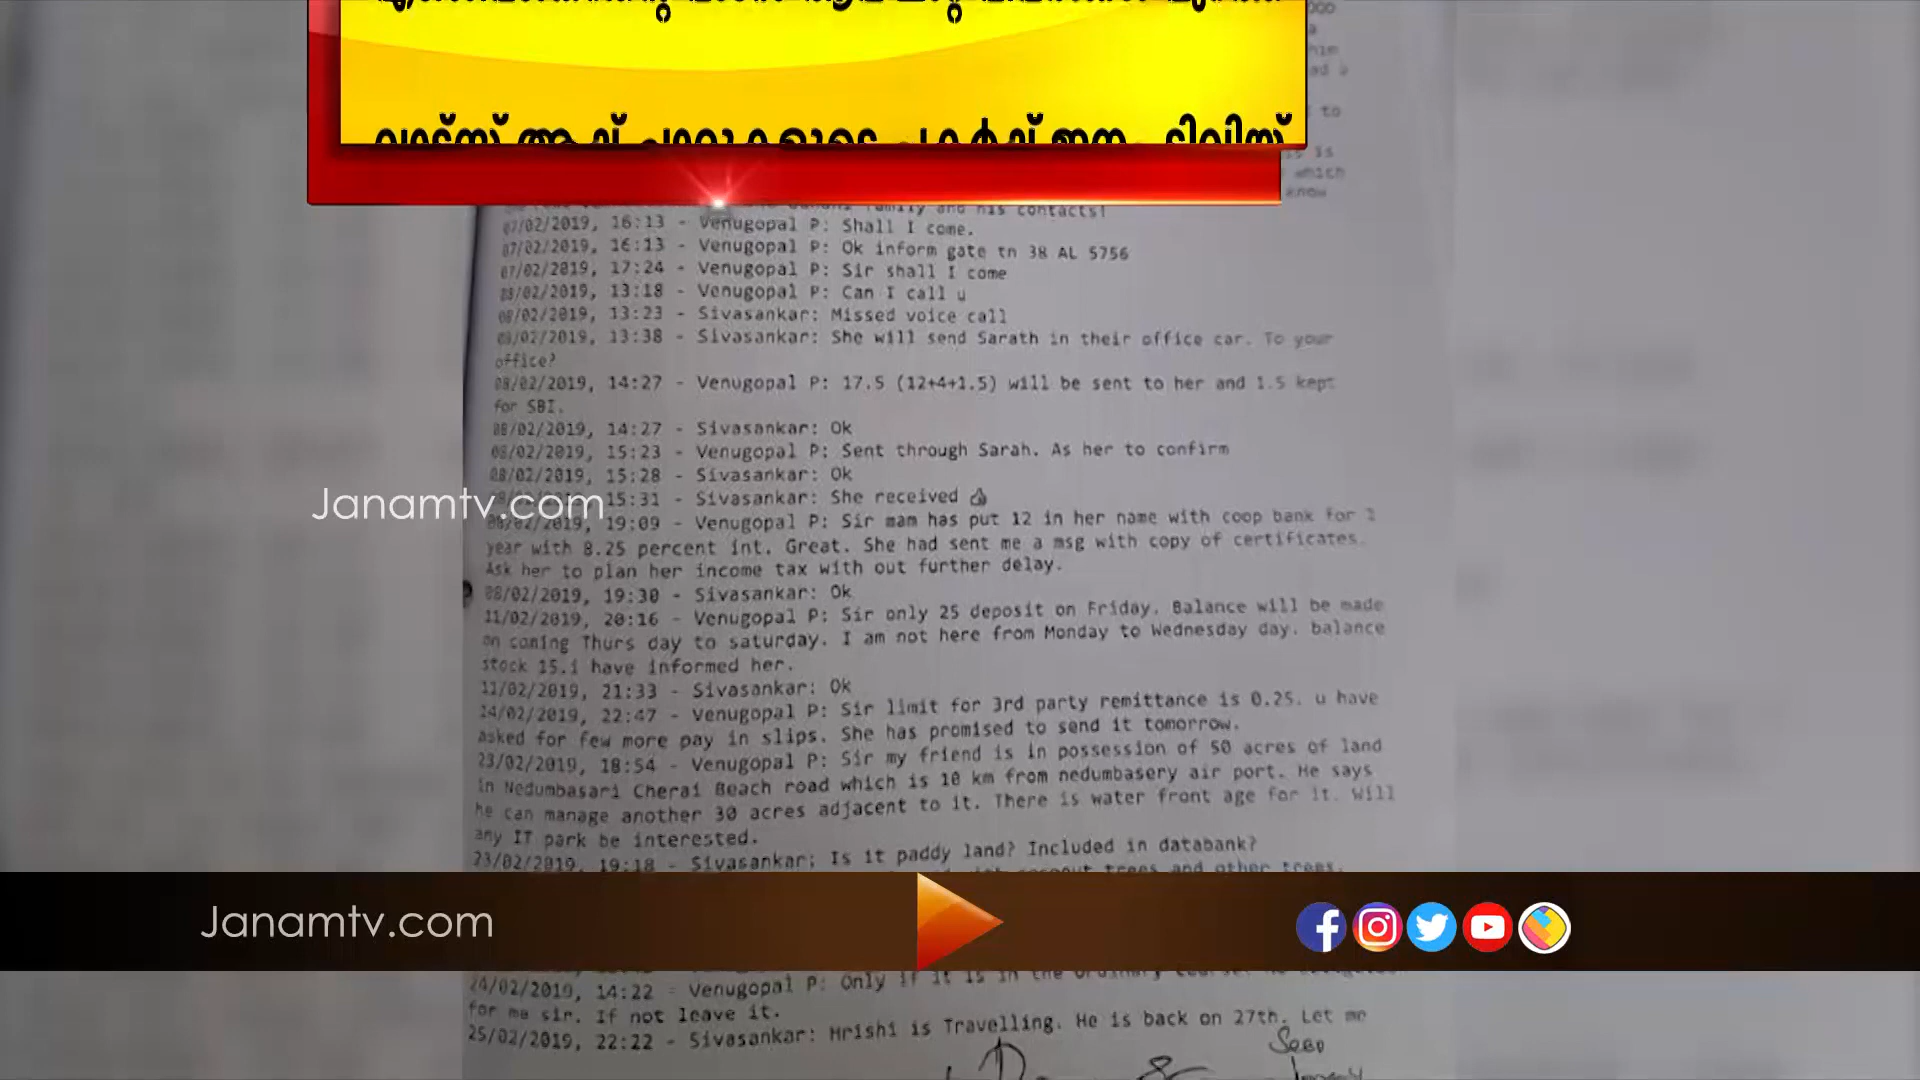 family and his contacts!
07/02/2019, 16:13 - Venugopal P: Shall I come.
07/02/2019, 16:13 - Venugopal P: Ok inform gate tn 38 AL 5756
07/02/2019, 17:24 - Venugopal P: Sir shall I come
08/02/2019, 13:18 - Venugopal P: Can I call u
08/02/2019, 13:23 - Sivasankar: Missed voice call
08/02/2019, 13:38 - Sivasankar: She will send Sarath in their office car. To your
office?
08/02/2019, 14:27 - Venugopal P: 17.5 (12+4+1.5) will be sent to her and 1.5 kept
for SBI.
08/02/2019, 14:27 - Sivasankar: Ok
08/02/2019, 15:23 - Venugopal P: Sent through Sarah. As her to confirm
08/02/2019, 15:28 - Sivasankar: Ok
Janamtv.com
15:31 - Sivasankar: She received 👍
08/02/2019, 19:09 - Venugopal P: Sir mam has put 12 in her name with coop bank for
year with 8.25 percent int. Great. She had sent me a msg with copy of certificates.
Ask her to plan her income tax with out further delay.
08/02/2019, 19:30 - Sivasankar: Ok
11/02/2019, 20:16 - Venugopal P: Sir only 25 deposit on Friday. Balance will be made
on coming Thurs day to saturday. I am not here from Monday to Wednesday day. balance
stock 15.i have informed her.
11/02/2019, 21:33 - Sivasankar: Ok
14/02/2019, 22:47 - Venugopal P: Sir limit for 3rd party remittance is 0.25. u have
asked for few more pay in slips. She has promised to send it tomorrow.
23/02/2019, 18:54 - Venugopal P: Sir my friend is in possession of 50 acres of land
in Nedumbasari Cherai Beach road which is 10 km from nedumbasery air port. He says
he can manage another 30 acres adjacent to it. There is water front age for it. Will
any IT park be interested.
23/02/2019, 19:18 - Sivasankar: Is it paddy land? Included in databank?
trees and other trees.
Janamtv.com
24/02/2019, 14:22 - Venugopal P: Only if it is in the ordinary course.
for me sir. If not leave it.
25/02/2019, 22:22 - Sivasankar: Hrishi is Travelling. He is back on 27th. Let me